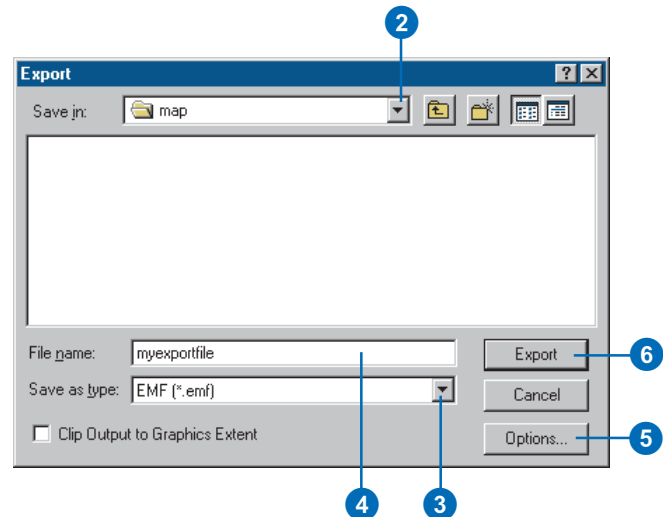 2
Export
Save in: map
File name: myexportfile Export 6
Save as type: EMF (*.emf) Cancel
Clip Output to Graphics Extent Options... 5
4 3